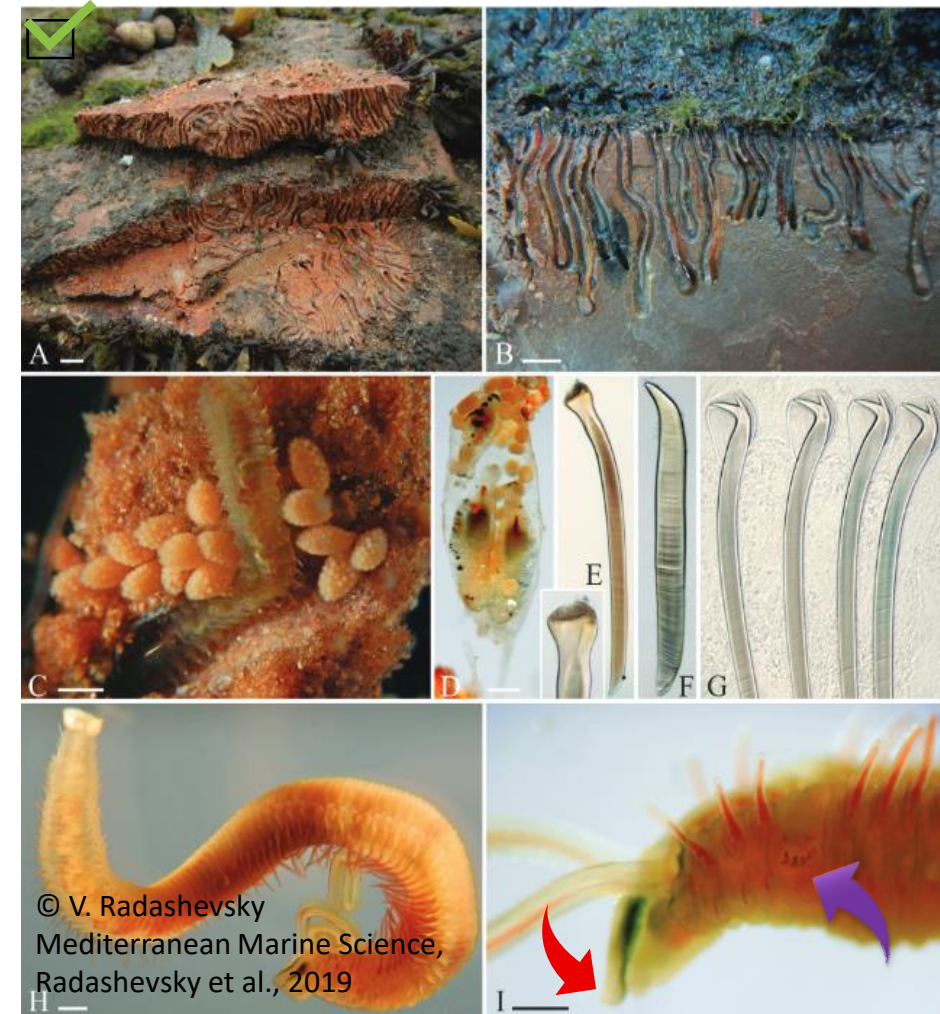 A
B
C
D
E
F
G
© V. Radashevsky
Mediterranean Marine Science,
Radashevsky et al., 2019
H
I